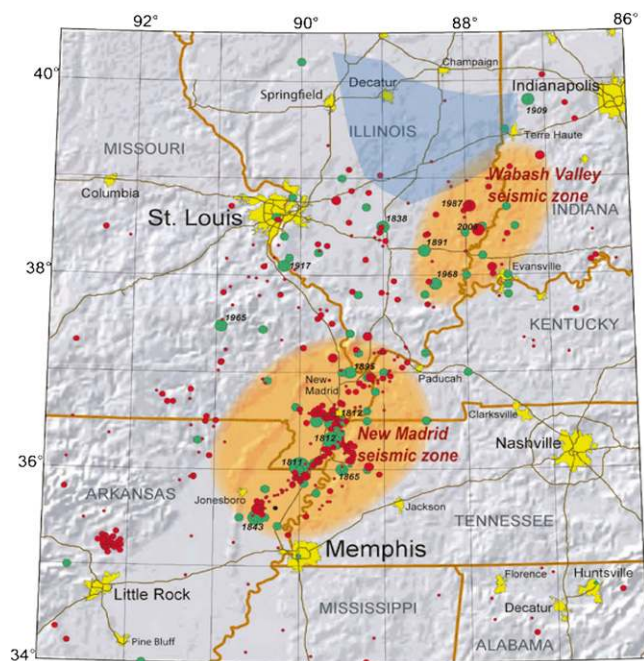 92°
90°
88°
86°
40°
Champaign
Decatur
Springfield
Indianapolis
1909
ILLINOIS
Terre Haute
MISSOURI
Wabash Valley
seismic zone
Columbia
1987
INDIANA
St. Louis
1838
1891
38°
1917
1968
Evansville
1965
KENTUCKY
1895
New
Madrid
Paducah
1812
Clarksville
1812
New Madrid
seismic zone
Nashville
36°
1811
1865
ARKANSAS
Jonesboro
Jackson
1843
TENNESSEE
Memphis
Florence
Huntsville
Little Rock
Decatur
MISSISSIPPI
Pine Bluff
ALABAMA
34°